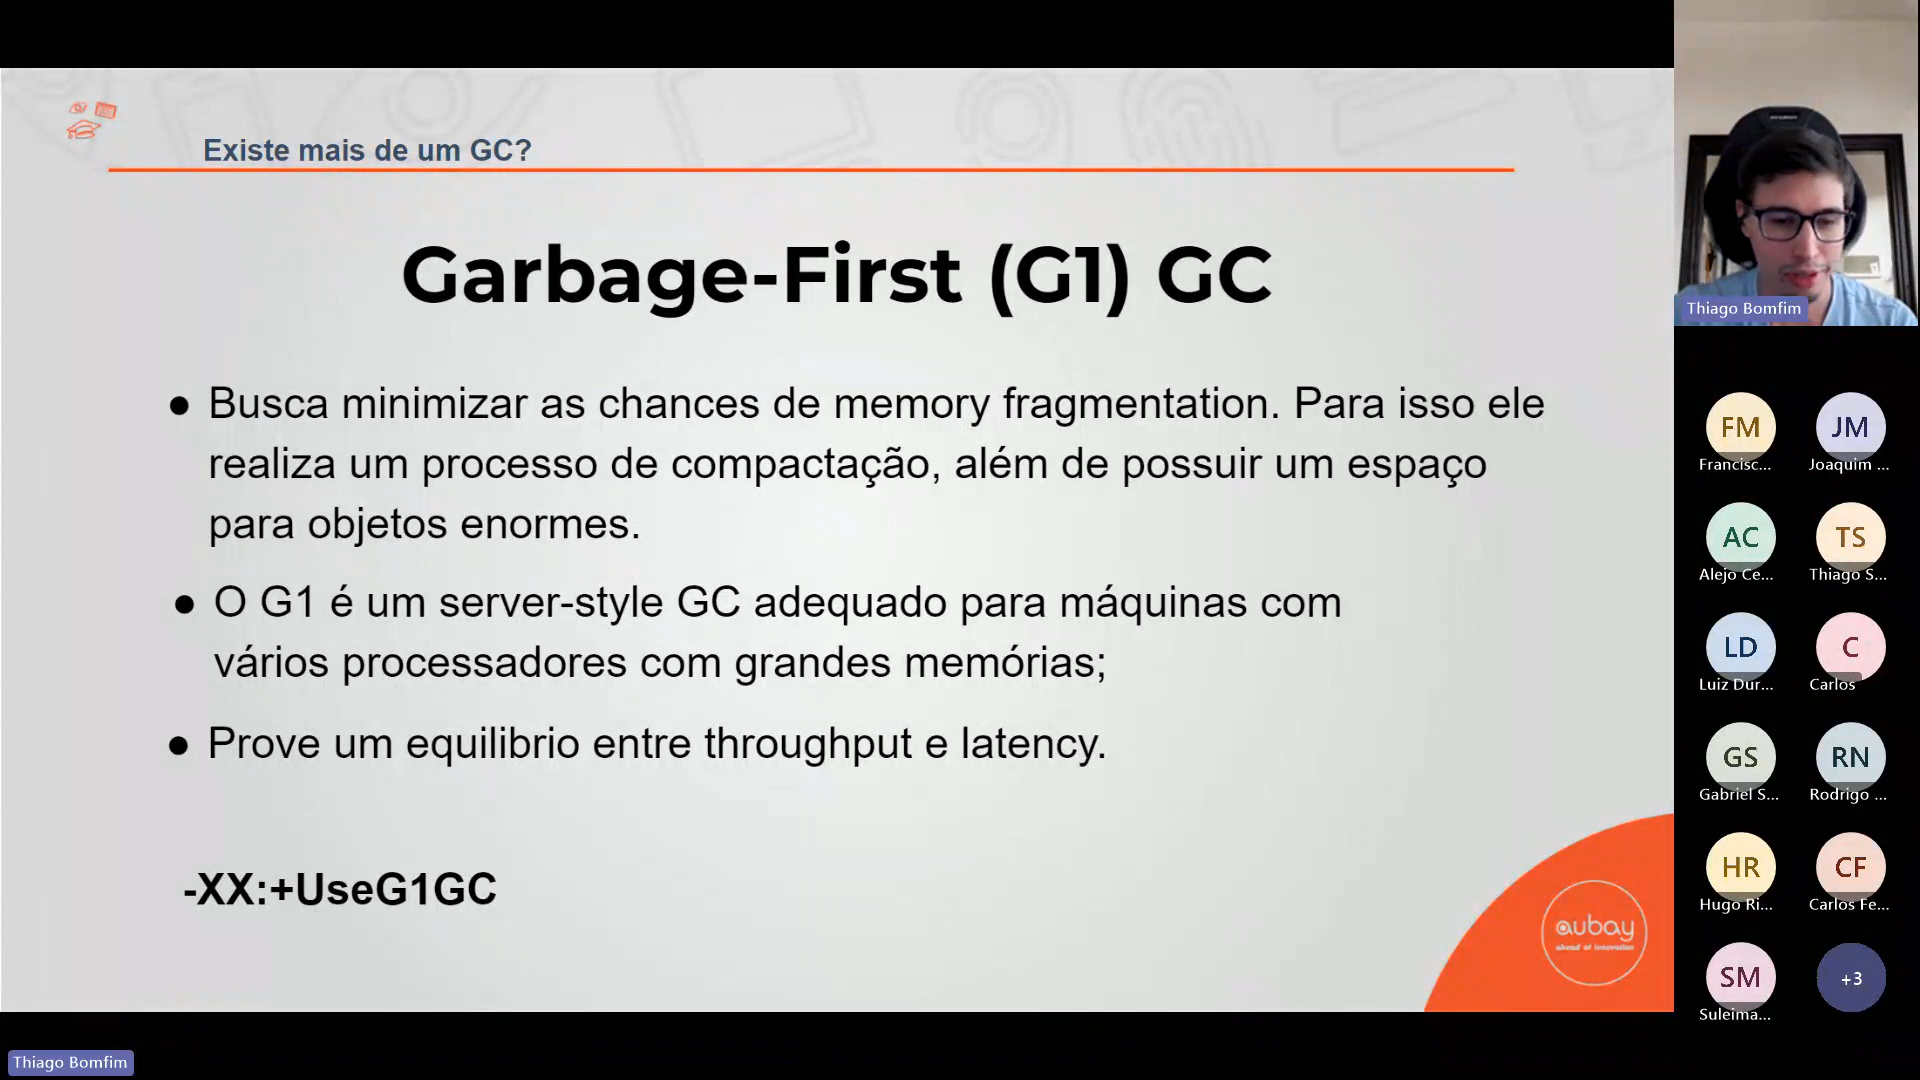 Existe mais de um GC?
Garbage-First (G1) GC
● Busca minimizar as chances de memory fragmentation. Para isso ele
realiza um processo de compactação, além de possuir um espaço
para objetos enormes.
● O G1 é um server-style GC adequado para máquinas com
vários processadores com grandes memórias;
● Prove um equilibrio entre throughput e latency.
-XX:+UseG1GC
aubay
ahead of innovation
Thiago Bomfim
FM
JM
Francisc...
Joaquim ...
AC
TS
Alejo Ce...
Thiago S...
LD
C
Luiz Dur...
Carlos
GS
RN
Gabriel S...
Rodrigo ...
HR
CF
Hugo Ri...
Carlos Fe...
SM
+3
Suleima...
Thiago Bomfim